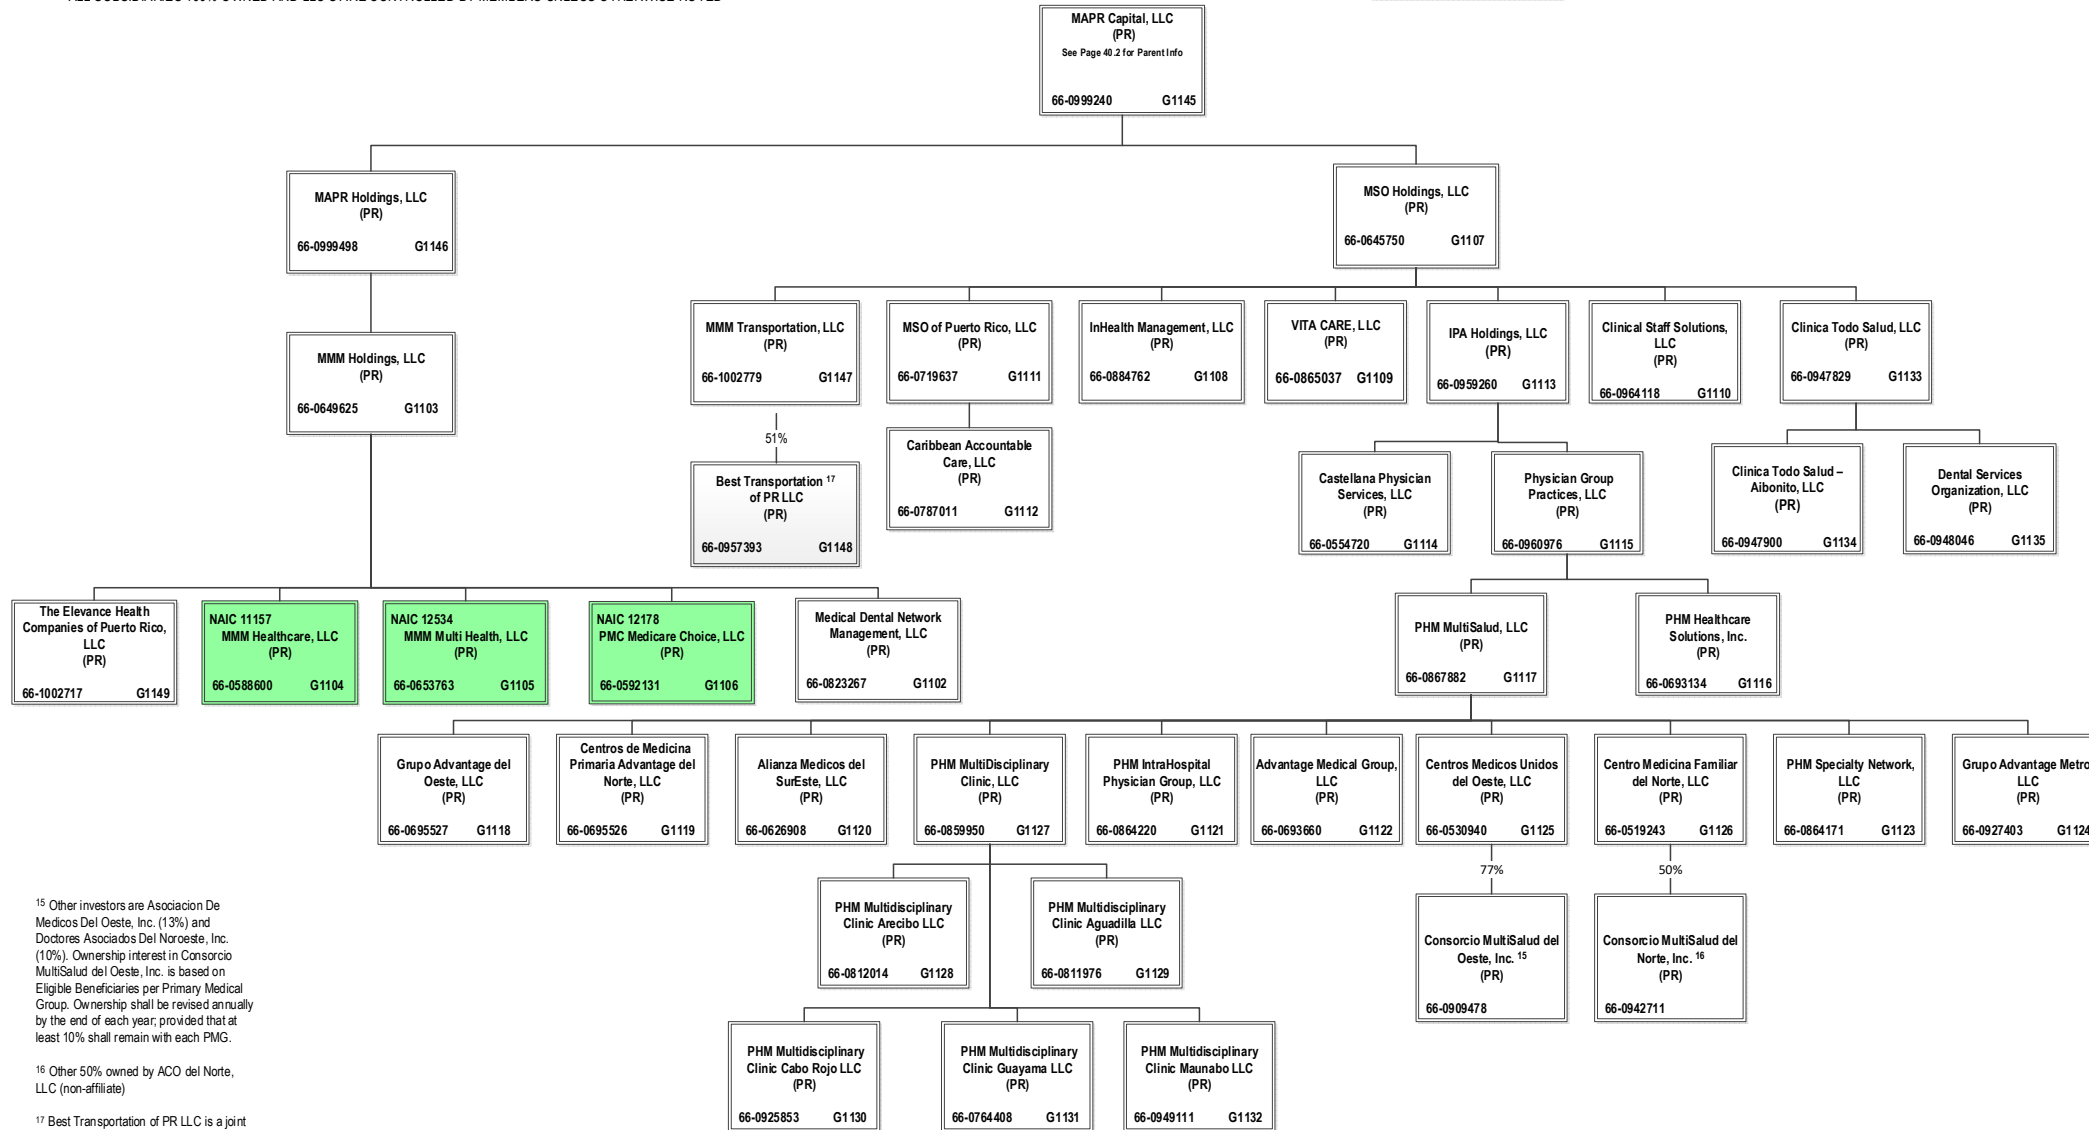 ALL SUBSIDIARIES 100% OWNED AND LLC'S ARE CONTROLLED BY MEMBERS UNLESS OTHERWISE NOTED
MAPR Capital, LLC
(PR)
See Page 40.2 for Parent Info
66-0999240 G1145
MAPR Holdings, LLC
(PR)
66-0999498 G1146
MSO Holdings, LLC
(PR)
66-0645750 G1107
MMM Holdings, LLC
(PR)
66-0649625 G1103
MMM Transportation, LLC
(PR)
66-1002779 G1147
MSO of Puerto Rico, LLC
(PR)
66-0719637 G1111
InHealth Management, LLC
(PR)
66-0884762 G1108
VITA CARE, LLC
(PR)
66-0865037 G1109
IPA Holdings, LLC
(PR)
66-0959260 G1113
Clinical Staff Solutions,
LLC
(PR)
66-0964118 G1110
Clinica Todo Salud, LLC
(PR)
66-0947829 G1133
51%
Best Transportation 17
of PR LLC
(PR)
66-0957393 G1148
Caribbean Accountable
Care, LLC
(PR)
66-0787011 G1112
Castellana Physician
Services, LLC
(PR)
66-0554720 G1114
Physician Group
Practices, LLC
(PR)
66-0960976 G1115
Clinica Todo Salud –
Aibonito, LLC
(PR)
66-0947900 G1134
Dental Services
Organization, LLC
(PR)
66-0948046 G1135
The Elevance Health
Companies of Puerto Rico,
LLC
(PR)
66-1002717 G1149
NAIC 11157
MMM Healthcare, LLC
(PR)
66-0588600 G1104
NAIC 12534
MMM Multi Health, LLC
(PR)
66-0653763 G1105
NAIC 12178
PMC Medicare Choice, LLC
(PR)
66-0592131 G1106
Medical Dental Network
Management, LLC
(PR)
66-0823267 G1102
PHM MultiSalud, LLC
(PR)
66-0867882 G1117
PHM Healthcare
Solutions, Inc.
(PR)
66-0693134 G1116
Grupo Advantage del
Oeste, LLC
(PR)
66-0695527 G1118
Centros de Medicina
Primaria Advantage del
Norte, LLC
(PR)
66-0695526 G1119
Alianza Medicos del
SurEste, LLC
(PR)
66-0626908 G1120
PHM MultiDisciplinary
Clinic, LLC
(PR)
66-0859950 G1127
PHM IntraHospital
Physician Group, LLC
(PR)
66-0864220 G1121
Advantage Medical Group,
LLC
(PR)
66-0693660 G1122
Centros Medicos Unidos
del Oeste, LLC
(PR)
66-0530940 G1125
Centro Medicina Familiar
del Norte, LLC
(PR)
66-0519243 G1126
PHM Specialty Network,
LLC
(PR)
66-0864171 G1123
Grupo Advantage Metro,
LLC
(PR)
66-0927403 G1124
77%
50%
PHM Multidisciplinary
Clinic Arecibo LLC
(PR)
66-0812014 G1128
PHM Multidisciplinary
Clinic Aguadilla LLC
(PR)
66-0811976 G1129
Consorcio MultiSalud del
Oeste, Inc. 15
(PR)
66-0909478
Consorcio MultiSalud del
Norte, Inc. 16
(PR)
66-0942711
PHM Multidisciplinary
Clinic Cabo Rojo LLC
(PR)
66-0925853 G1130
PHM Multidisciplinary
Clinic Guayama LLC
(PR)
66-0764408 G1131
PHM Multidisciplinary
Clinic Maunabo LLC
(PR)
66-0949111 G1132
15 Other investors are Asociacion De
Medicos Del Oeste, Inc. (13%) and
Doctores Asociados Del Noroeste, Inc.
(10%). Ownership interest in Consorcio
MultiSalud del Oeste, Inc. is based on
Eligible Beneficiaries per Primary Medical
Group. Ownership shall be revised annually
by the end of each year; provided that at
least 10% shall remain with each PMG.
16 Other 50% owned by ACO del Norte,
LLC (non-affiliate)
17 Best Transportation of PR LLC is a joint